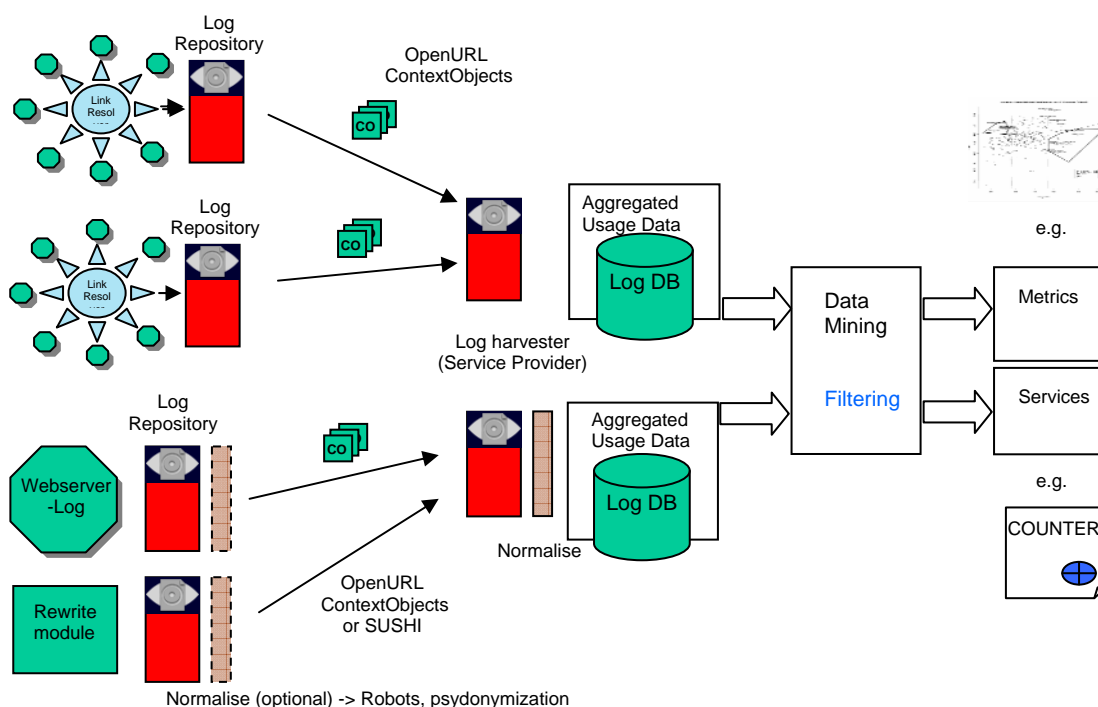 Log
Repository
OpenURL
ContextObjects
Link
Resol
CO
Log
Repository
Link
Resol
CO
Aggregated
Usage Data
Log DB
e.g.
Data
Mining
Filtering
Metrics
Services
Log harvester
(Service Provider)
Log
Repository
Webserver
-Log
CO
Aggregated
Usage Data
Log DB
Normalise
e.g.
COUNTER
Rewrite
module
OpenURL
ContextObjects
or SUSHI
Normalise (optional) -> Robots, psydonymization